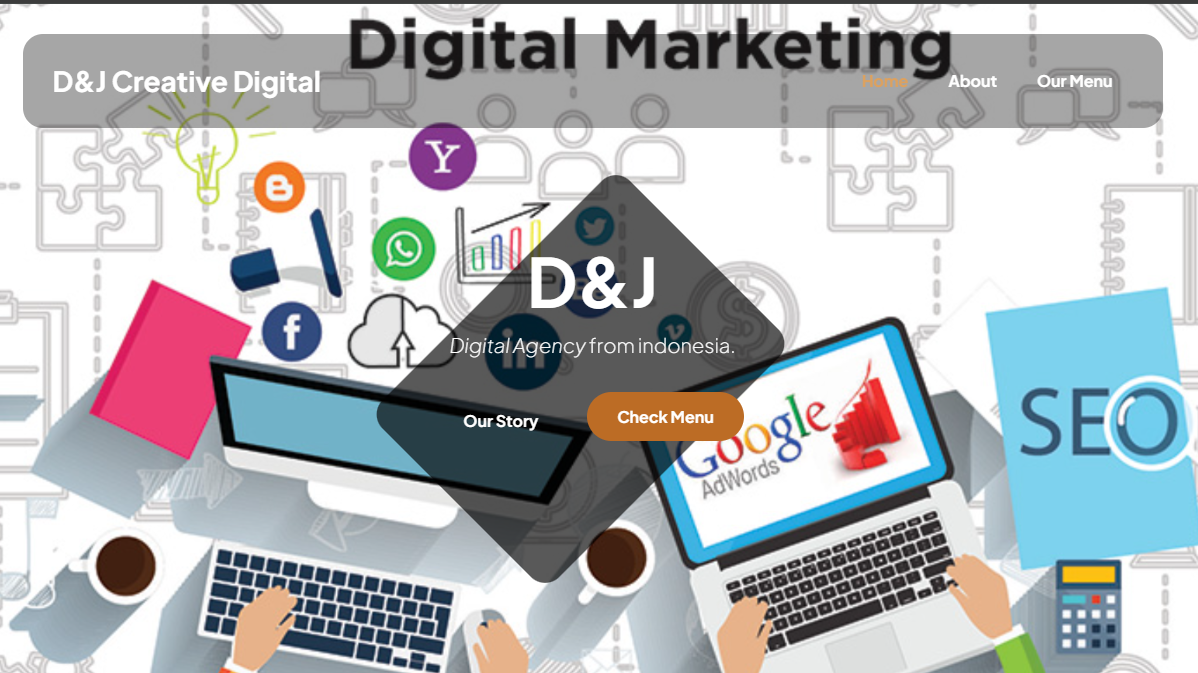 Digital Marketing
D&J Creative Digital
Home
About
Our Menu
Y
B
f
in
D&J
Digital Agency from indonesia.
Our Story
Check Menu
Google
AdWords
SEO